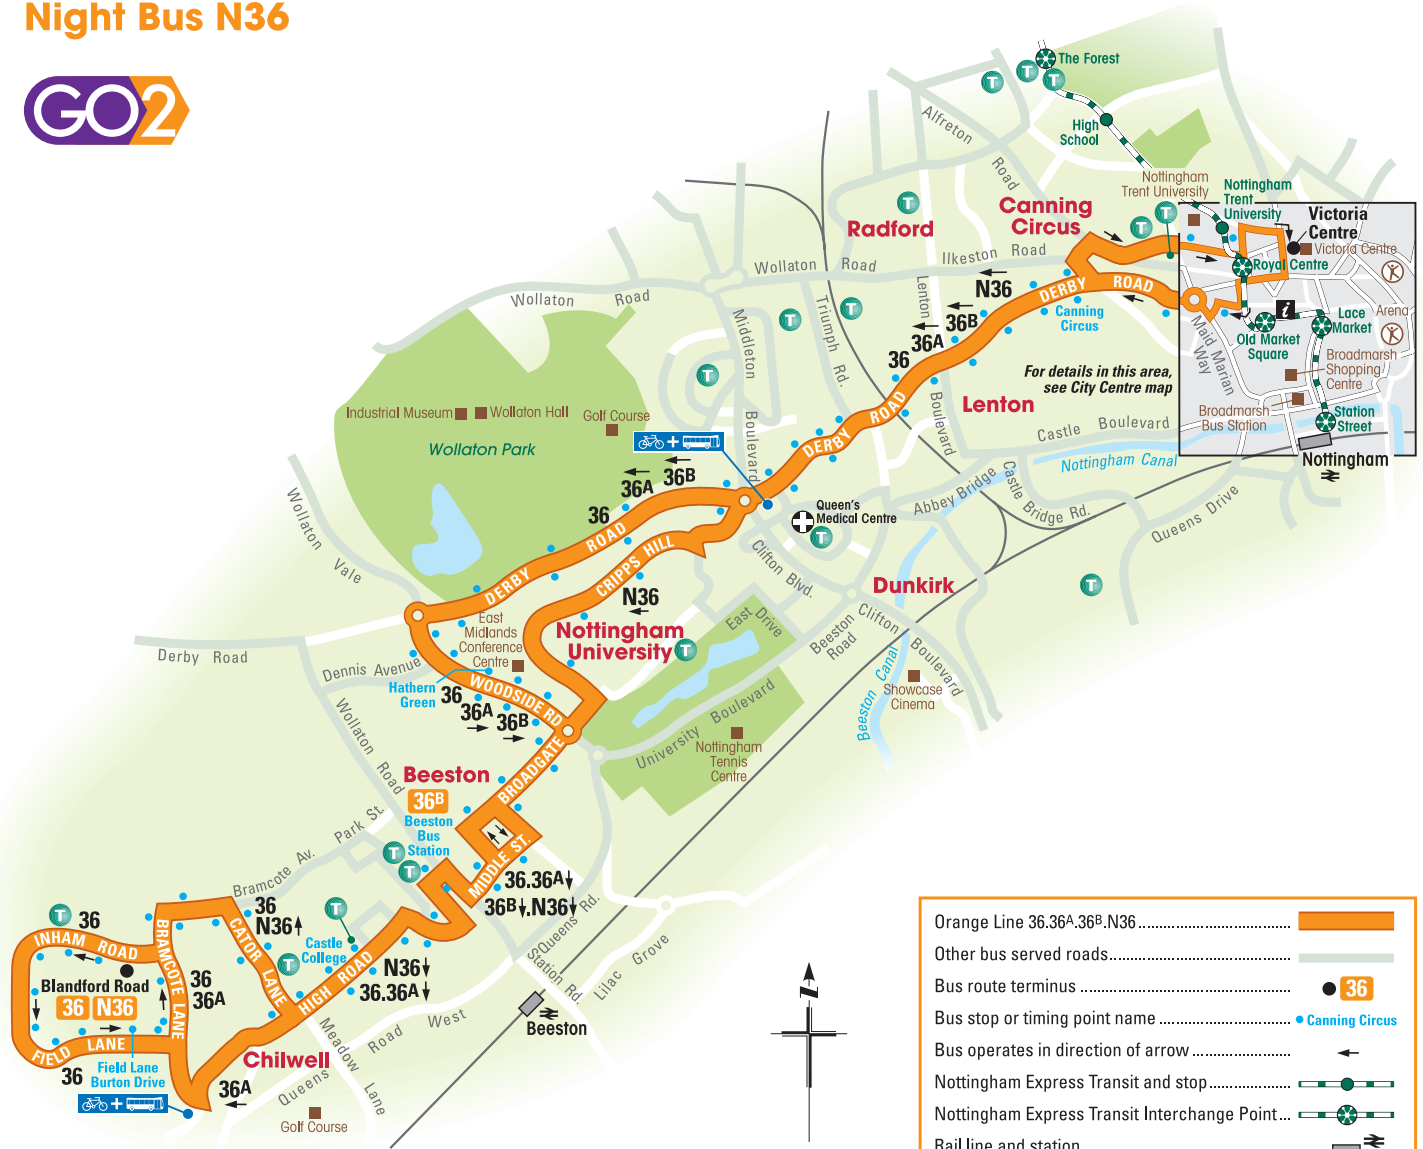 Night Bus N36
GO2
The Forest
High
School
Alfreton
Road
Nottingham
Trent University
Nottingham
Trent
University
Victoria
Centre
Victoria Centre
Royal Centre
Canning
Circus
Radford
Ilkeston Road
Wollaton Road
Wollaton Road
N36
DERBY ROAD
Canning
Circus
Lenton
Boulevard
36B
36A
36
Triumph Rd.
Middleton
Boulevard
Maid Marian
Way
i
Lace
Market
Arena
Old Market
Square
Broadmarsh
Shopping
Centre
Broadmarsh
Bus Station
Station
Street
Nottingham
For details in this area,
see City Centre map
Lenton
Castle Boulevard
Nottingham Canal
Industrial Museum
Wollaton Hall
Golf Course
Wollaton Park
DERBY ROAD
36B
36A
36
Wollaton Vale
Abbey Bridge
Castle Bridge Rd.
Queens Drive
Queen's
Medical Centre
DERBY ROAD
CRIPPS HILL
N36
Clifton Blvd.
Dunkirk
East Drive
Beeston
Road
Clifton Boulevard
Beeston Canal
Showcase
Cinema
Nottingham
University
East
Midlands
Conference
Centre
Derby Road
Dennis Avenue
Hathern
Green
WOODSIDE RD
36
36A
36B
University Boulevard
Nottingham
Tennis
Centre
Wollaton Road
BROADGATE
Beeston
36B
Beeston
Bus
Station
Park St.
Bramcote Av.
MIDDLE ST.
36.36A
36B.N36
Queens Rd.
Station Rd.
Lilac Grove
Beeston
36
N36
Castle
College
CATOR LANE
HIGH ROAD
N36
36.36A
36
INHAM ROAD
BRAMCOTE LANE
36
36A
Blandford Road
36 N36
FIELD LANE
36
Field Lane
Burton Drive
Chilwell
36A
Queens Road West
Meadow Lane
Golf Course
Orange Line 36.36A.36B.N36
Other bus served roads
Bus route terminus
36
Bus stop or timing point name
Canning Circus
Bus operates in direction of arrow
Nottingham Express Transit and stop
Nottingham Express Transit Interchange Point
Rail line and station